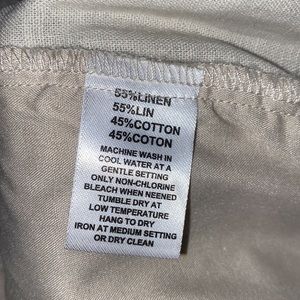 55%LINEN
55%LIN
45%COTTON
45%COTON
MACHINE WASH IN
COOL WATER AT A
GENTLE SETTING
ONLY NON-CHLORINE
BLEACH WHEN NEENED
TUMBLE DRY AT
LOW TEMPERATURE
HANG TO DRY
IRON AT MEDIUM SETTING
OR DRY CLEAN